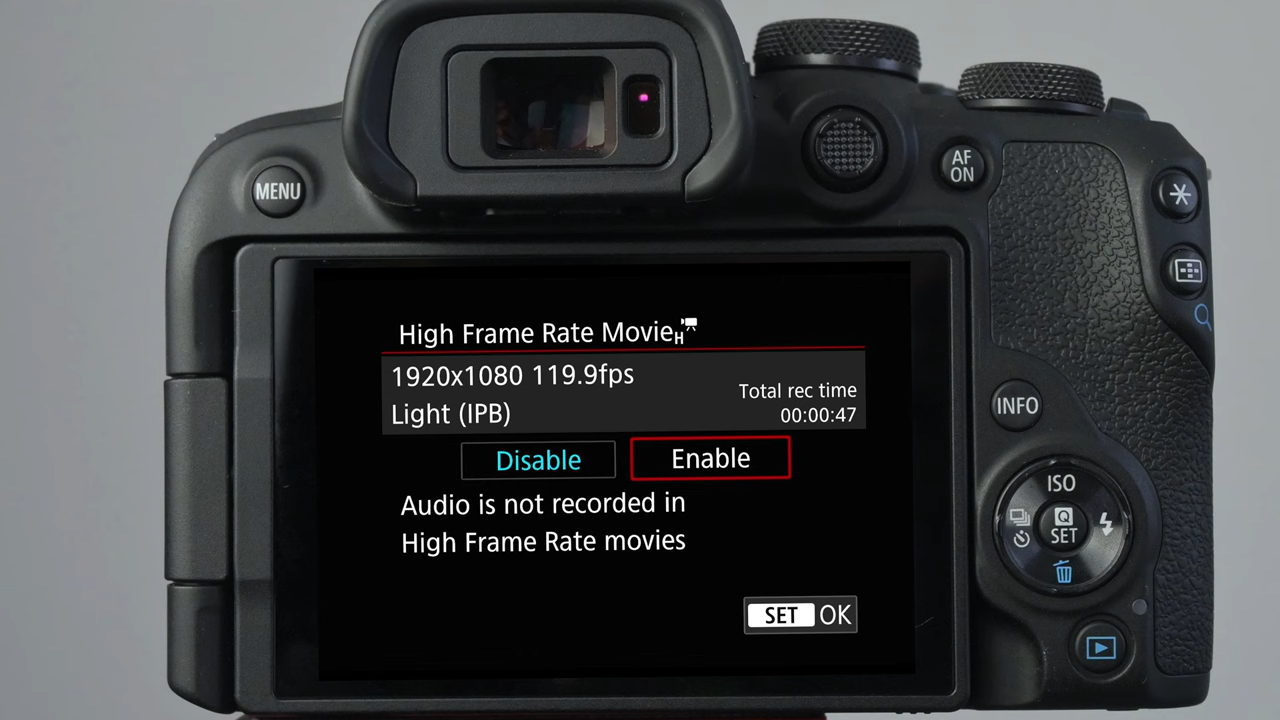 MENU
AF
ON
High Frame Rate Movie H
1920x1080 119.9fps
Light (IPB)
Total rec time
00:00:47
Disable
Enable
Audio is not recorded in
High Frame Rate movies
SET OK
INFO
ISO
Q
SET